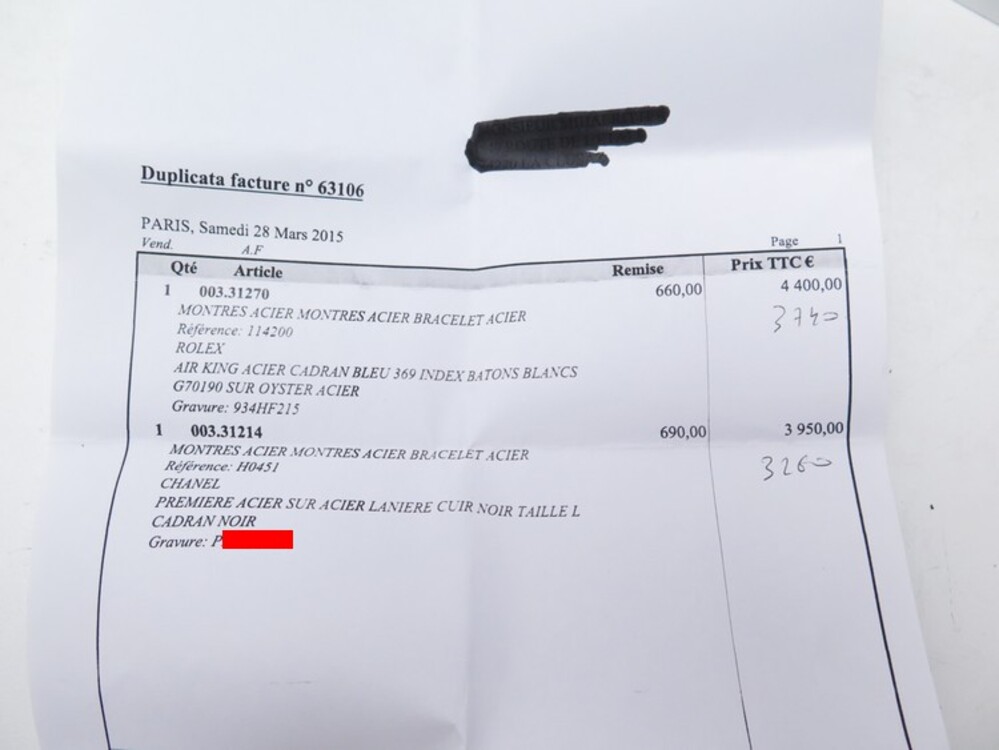 Duplicata facture n° 63106
PARIS, Samedi 28 Mars 2015
Vend. A.F
Page 1
Qté Article Remise Prix TTC €
1 003.31270 660,00 4 400,00
MONTRES ACIER MONTRES ACIER BRACELET ACIER
3740
Référence: 114200
ROLEX
AIR KING ACIER CADRAN BLEU 369 INDEX BATONS BLANCS
G70190 SUR OYSTER ACIER
Gravure: 934HF215
1 003.31214 690,00 3 950,00
MONTRES ACIER MONTRES ACIER BRACELET ACIER
3260
Référence: H0451
CHANEL
PREMIERE ACIER SUR ACIER LANIERE CUIR NOIR TAILLE L
CADRAN NOIR
Gravure: P